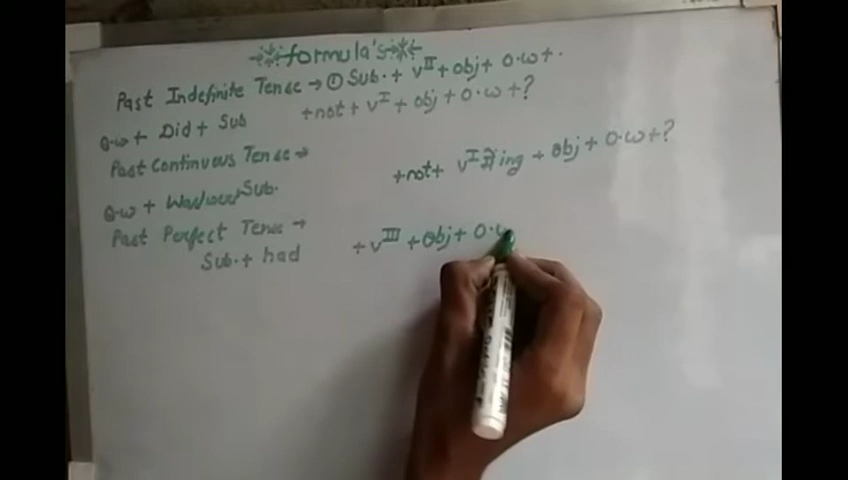 formula's
Past Indefinite Tense → ① Sub. + vᴵᴵ + obj + o.w + .
Q.w + Did + Sub + not + vᴵ + obj + o.w + ?
Past Continuous Tense →
Q.w + Was/were Sub. + not + vᴵ में ing + obj + o.w + ?
Past Perfect Tense →
Sub. + had + vᴵᴵᴵ + obj + o.w